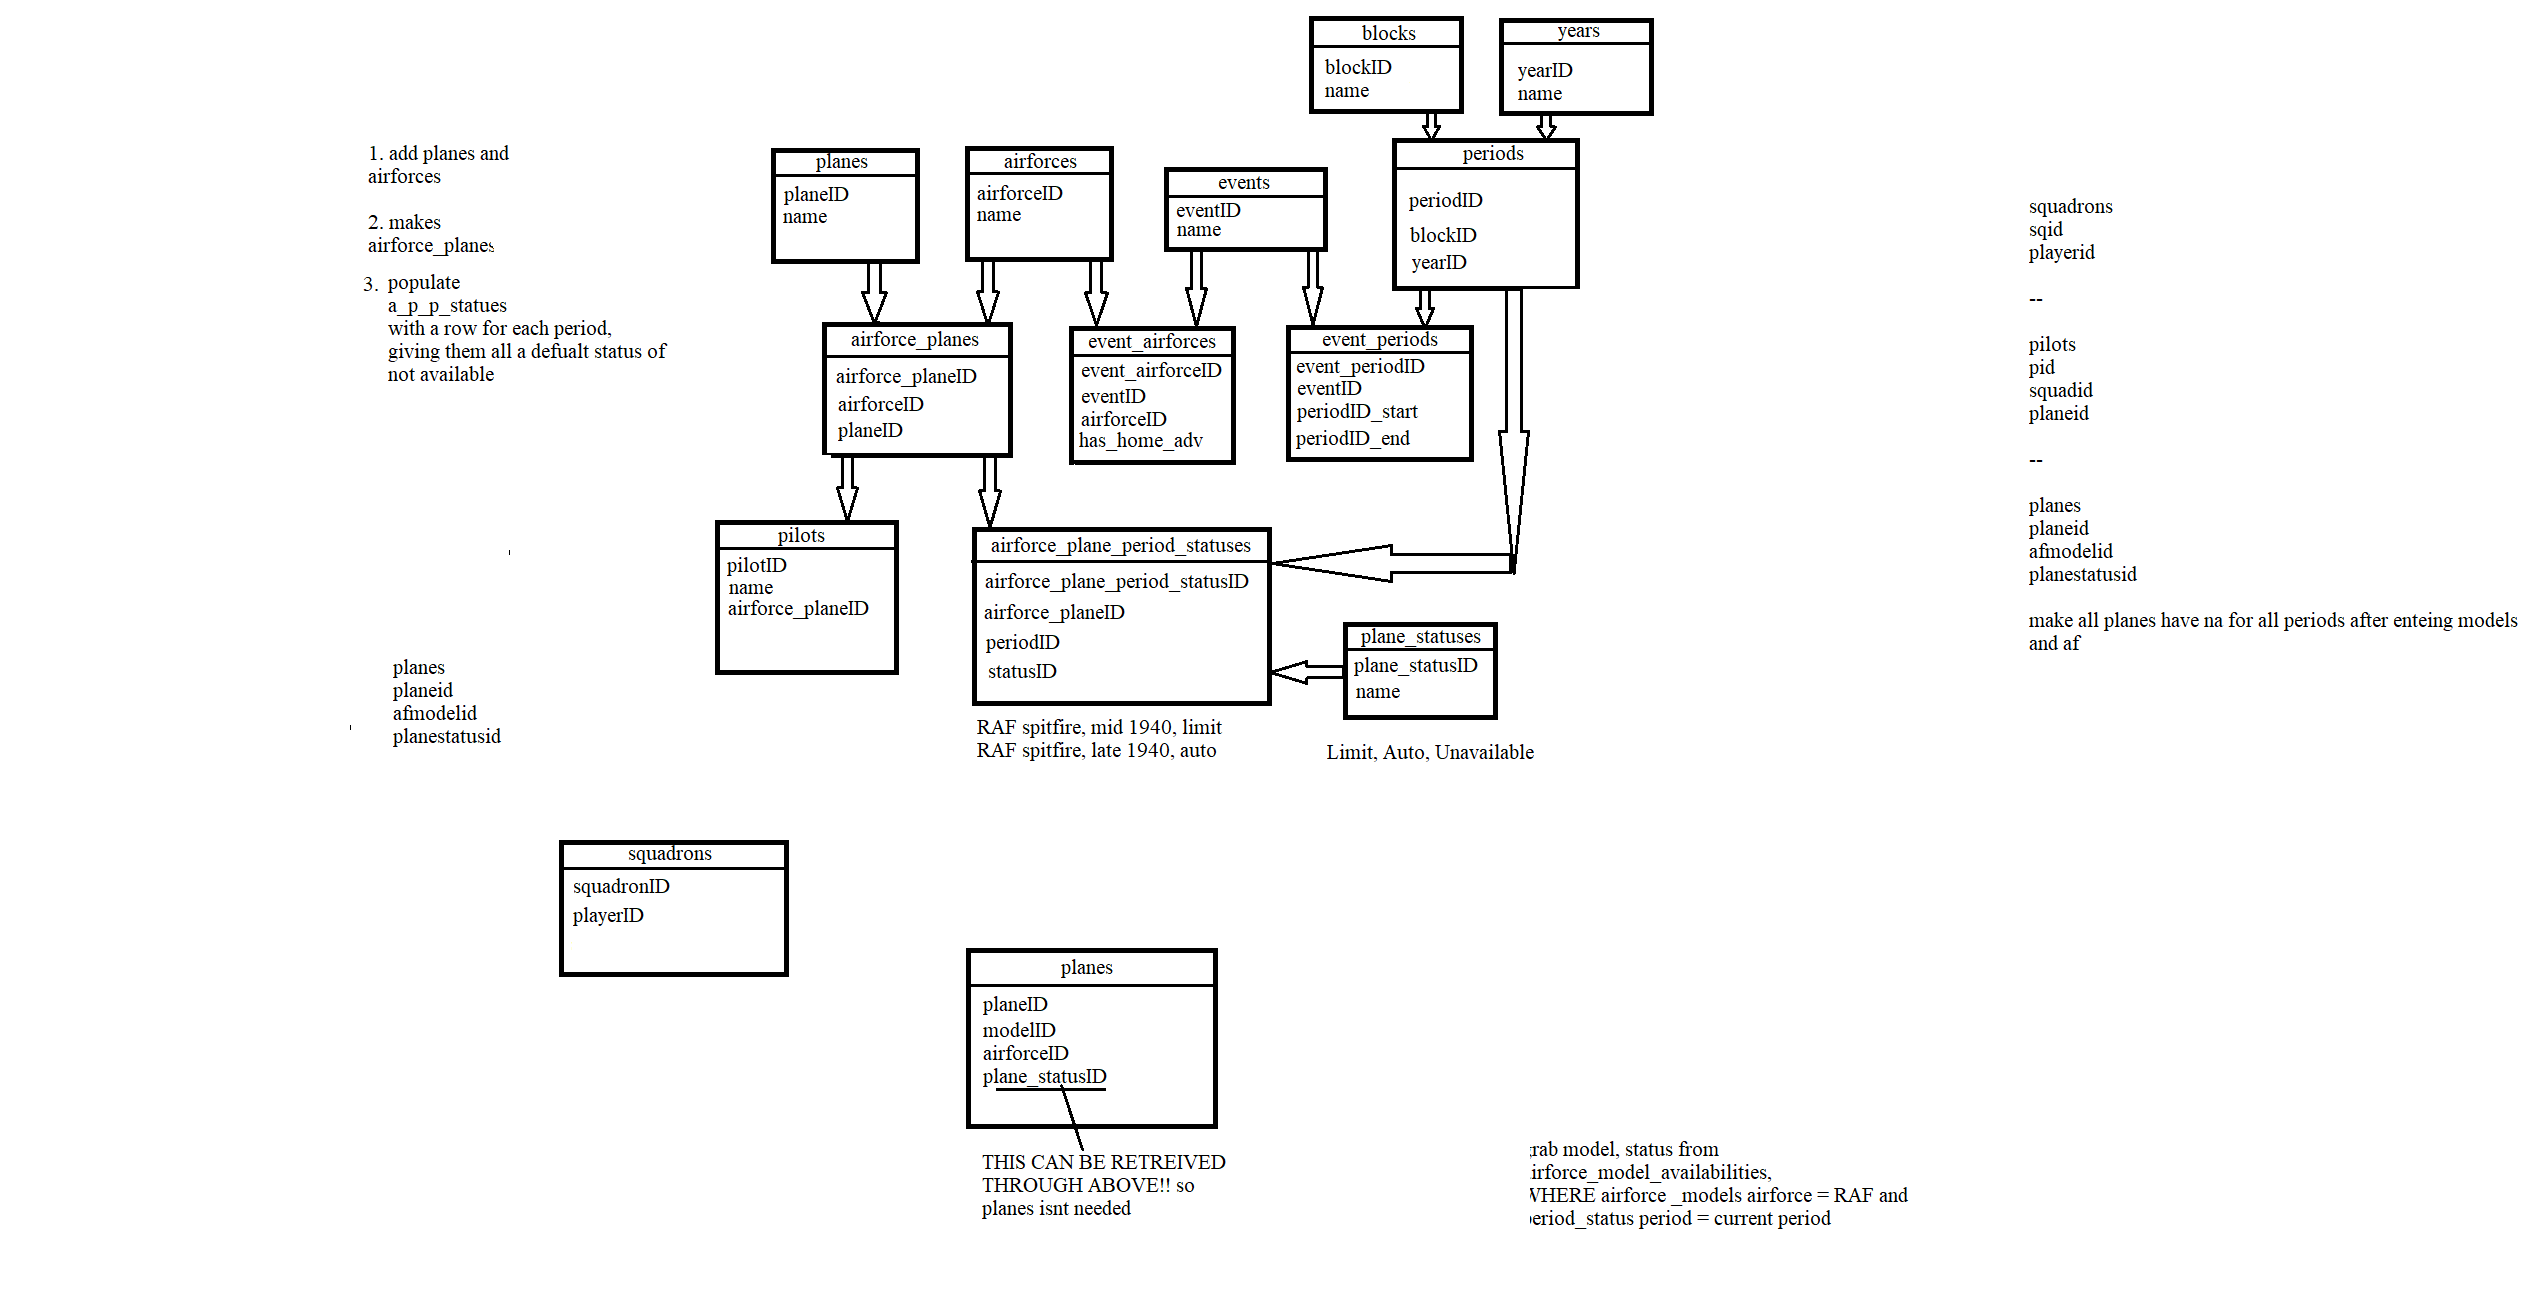 blocks
blockID
name
years
yearID
name
periods
periodID
blockID
yearID
1. add planes and
airforces
2. makes
airforce_planes
3. populate
a_p_p_statues
with a row for each period,
giving them all a defualt status of
not available
planes
planeID
name
airforces
airforceID
name
events
eventID
name
airforce_planes
airforce_planeID
airforceID
planeID
event_airforces
event_airforceID
eventID
airforceID
has_home_adv
event_periods
event_periodID
eventID
periodID_start
periodID_end
squadrons
sqid
playerid
--
pilots
pid
squadid
planeid
--
planes
planeid
afmodelid
planestatusid
make all planes have na for all periods after enteing models
and af
pilots
pilotID
name
airforce_planeID
airforce_plane_period_statuses
airforce_plane_period_statusID
airforce_planeID
periodID
statusID
RAF spitfire, mid 1940, limit
RAF spitfire, late 1940, auto
plane_statuses
plane_statusID
name
Limit, Auto, Unavailable
planes
planeid
afmodelid
planestatusid
squadrons
squadronID
playerID
planes
planeID
modelID
airforceID
plane_statusID
THIS CAN BE RETREIVED
THROUGH ABOVE!! so
planes isnt needed
rab model, status from
irforce_model_availabilities,
WHERE airforce _models airforce = RAF and
period_status period = current period